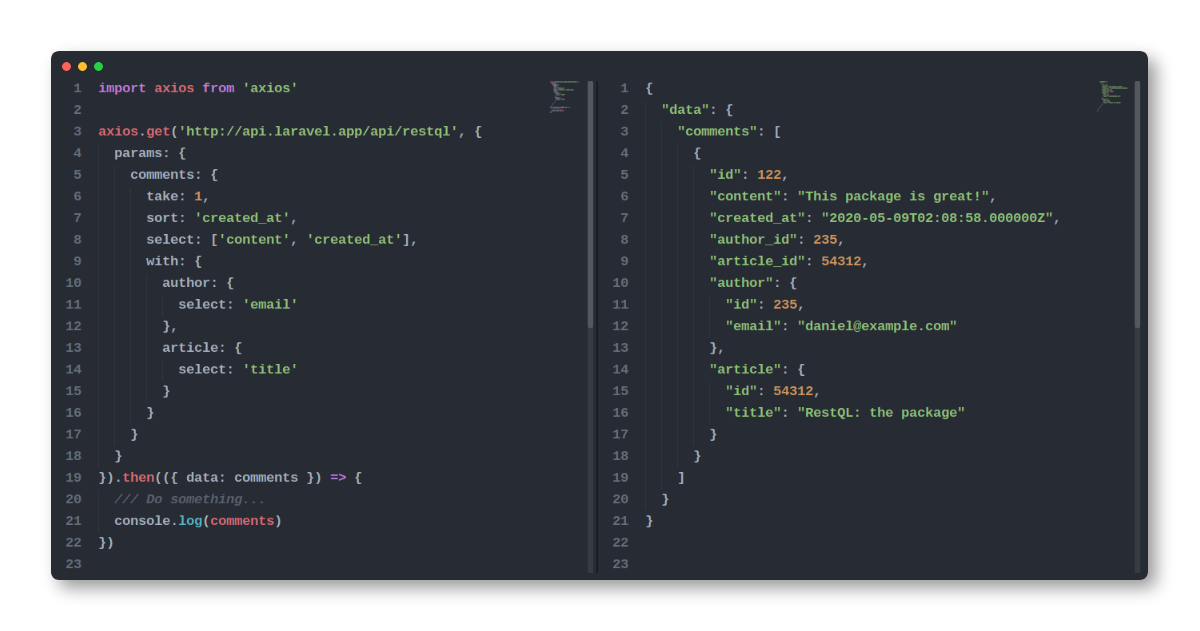 1 import axios from 'axios'
2
3 axios.get('http://api.laravel.app/api/restql', {
4   params: {
5     comments: {
6       take: 1,
7       sort: 'created_at',
8       select: ['content', 'created_at'],
9       with: {
10         author: {
11           select: 'email'
12         },
13         article: {
14           select: 'title'
15         }
16       }
17     }
18   }
19 }).then(({ data: comments }) => {
20   /// Do something...
21   console.log(comments)
22 })
23
1 {
2   "data": {
3     "comments": [
4       {
5         "id": 122,
6         "content": "This package is great!",
7         "created_at": "2020-05-09T02:08:58.000000Z",
8         "author_id": 235,
9         "article_id": 54312,
10         "author": {
11           "id": 235,
12           "email": "daniel@example.com"
13         },
14         "article": {
15           "id": 54312,
16           "title": "RestQL: the package"
17         }
18       }
19     ]
20   }
21 }
22
23